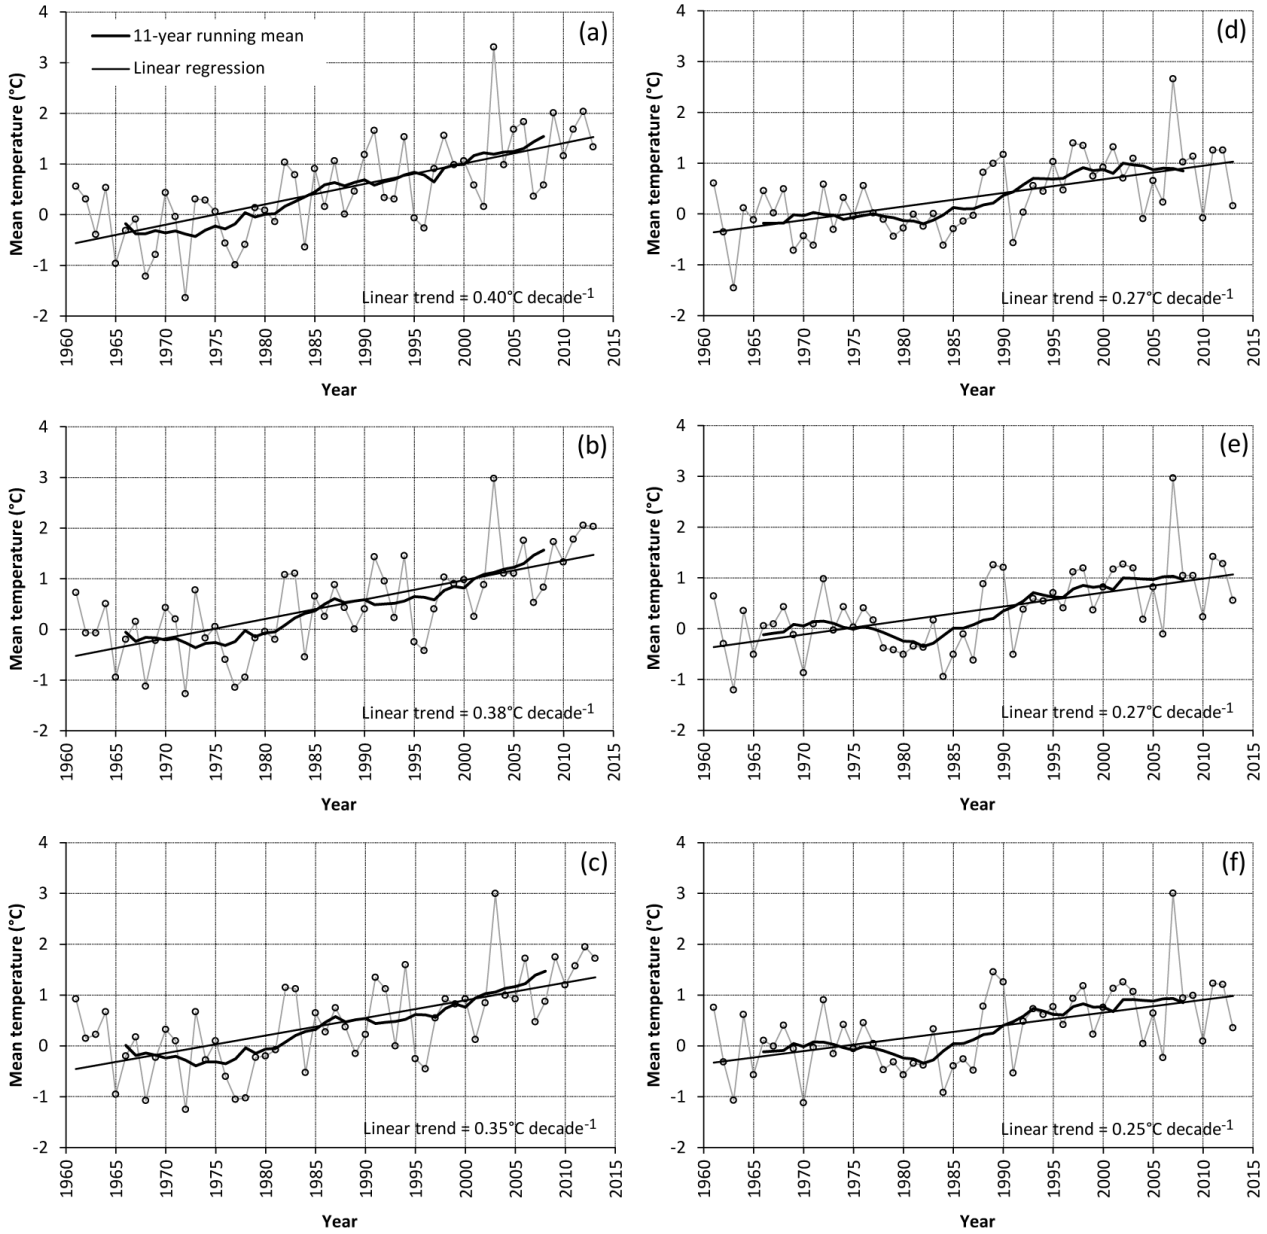 (a)
11-year running mean
Linear regression
Mean temperature (°C)
4
3
2
1
0
-1
-2
Linear trend = 0.40°C decade-1
1960 1965 1970 1975 1980 1985 1990 1995 2000 2005 2010 2015
Year
(d)
Mean temperature (°C)
4
3
2
1
0
-1
-2
Linear trend = 0.27°C decade-1
1960 1965 1970 1975 1980 1985 1990 1995 2000 2005 2010 2015
Year
(b)
Mean temperature (°C)
4
3
2
1
0
-1
-2
Linear trend = 0.38°C decade-1
1960 1965 1970 1975 1980 1985 1990 1995 2000 2005 2010 2015
Year
(e)
Mean temperature (°C)
4
3
2
1
0
-1
-2
Linear trend = 0.27°C decade-1
1960 1965 1970 1975 1980 1985 1990 1995 2000 2005 2010 2015
Year
(c)
Mean temperature (°C)
4
3
2
1
0
-1
-2
Linear trend = 0.35°C decade-1
1960 1965 1970 1975 1980 1985 1990 1995 2000 2005 2010 2015
Year
(f)
Mean temperature (°C)
4
3
2
1
0
-1
-2
Linear trend = 0.25°C decade-1
1960 1965 1970 1975 1980 1985 1990 1995 2000 2005 2010 2015
Year